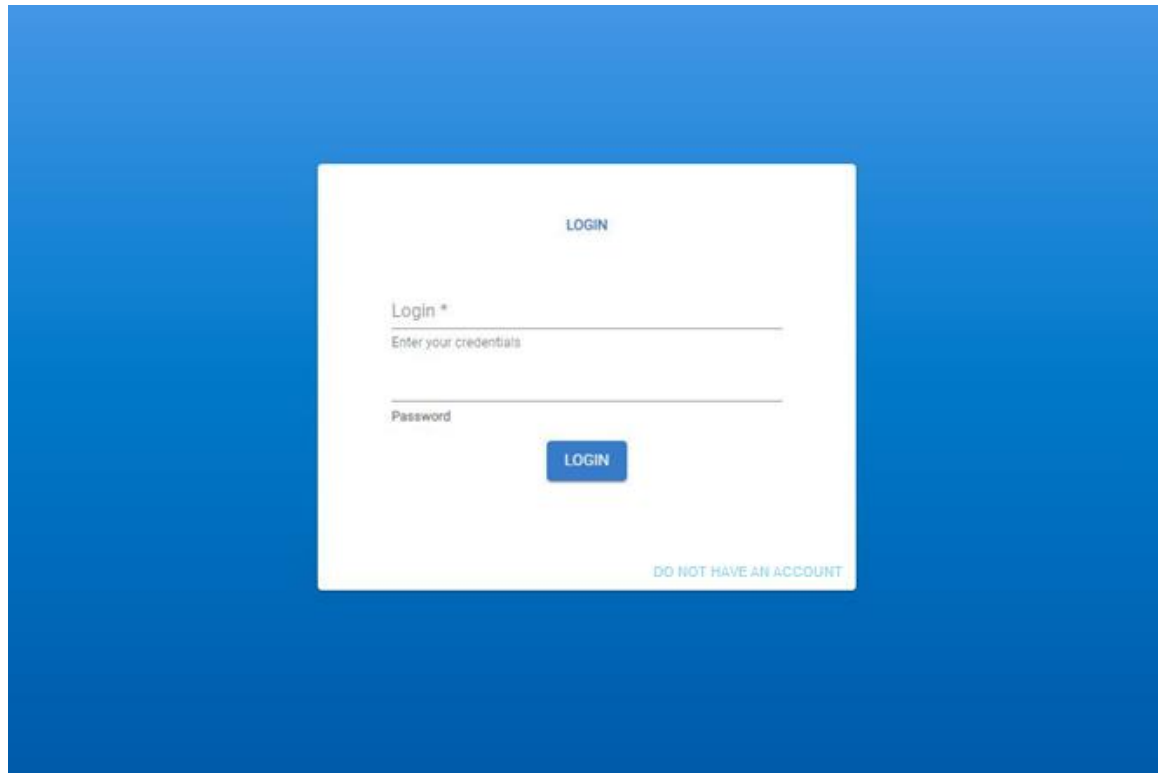 LOGIN
Login *
Enter your credentials
Password
LOGIN
DO NOT HAVE AN ACCOUNT